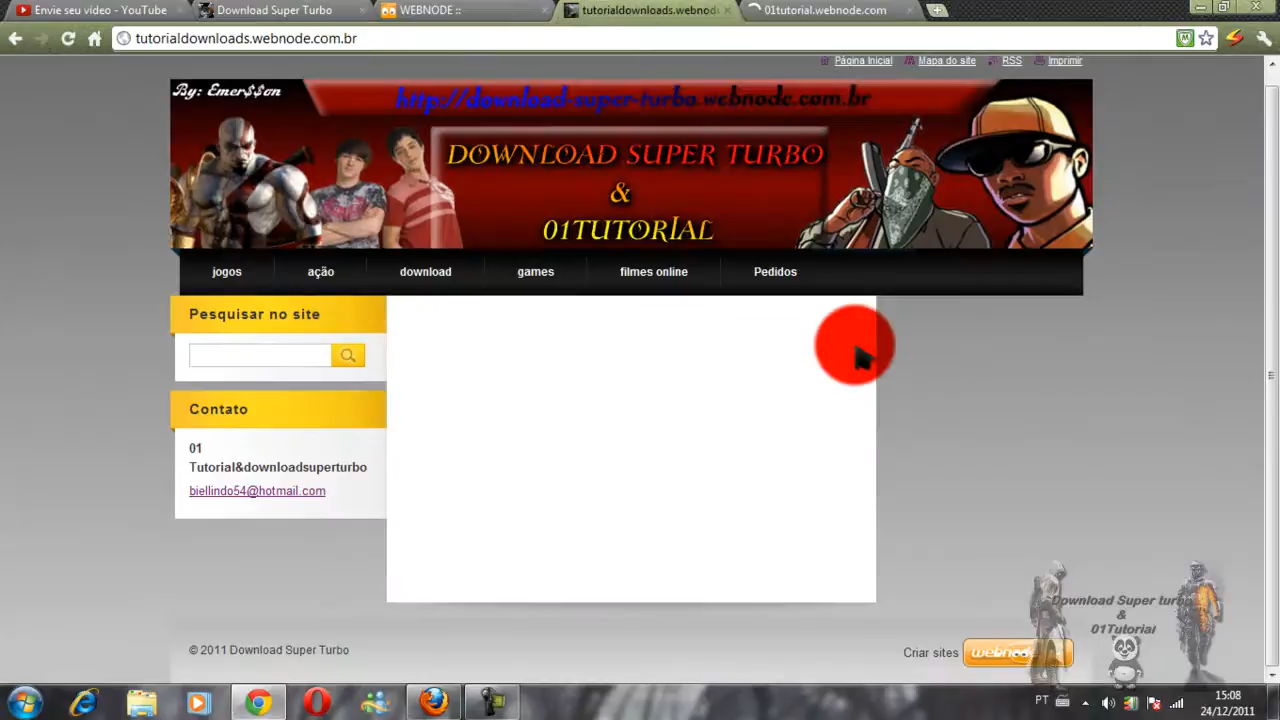 Envie seu vídeo - YouTube
Download Super Turbo
WEBNODE ::
tutorialdownloads.webnod
01tutorial.webnode.com
tutorialdownloads.webnode.com.br
Página Inicial
Mapa do site
RSS
Imprimir
By: Emer$$on
http://download-super-turbo.webnode.com.br
DOWNLOAD SUPER TURBO
&
01TUTORIAL
jogos
ação
download
games
filmes online
Pedidos
Pesquisar no site
Contato
01
Tutorial&downloadsuperturbo
biellindo54@hotmail.com
Download Super turbo
&
01Tutorial
© 2011 Download Super Turbo
Criar sites
webnode
PT
15:08
24/12/2011